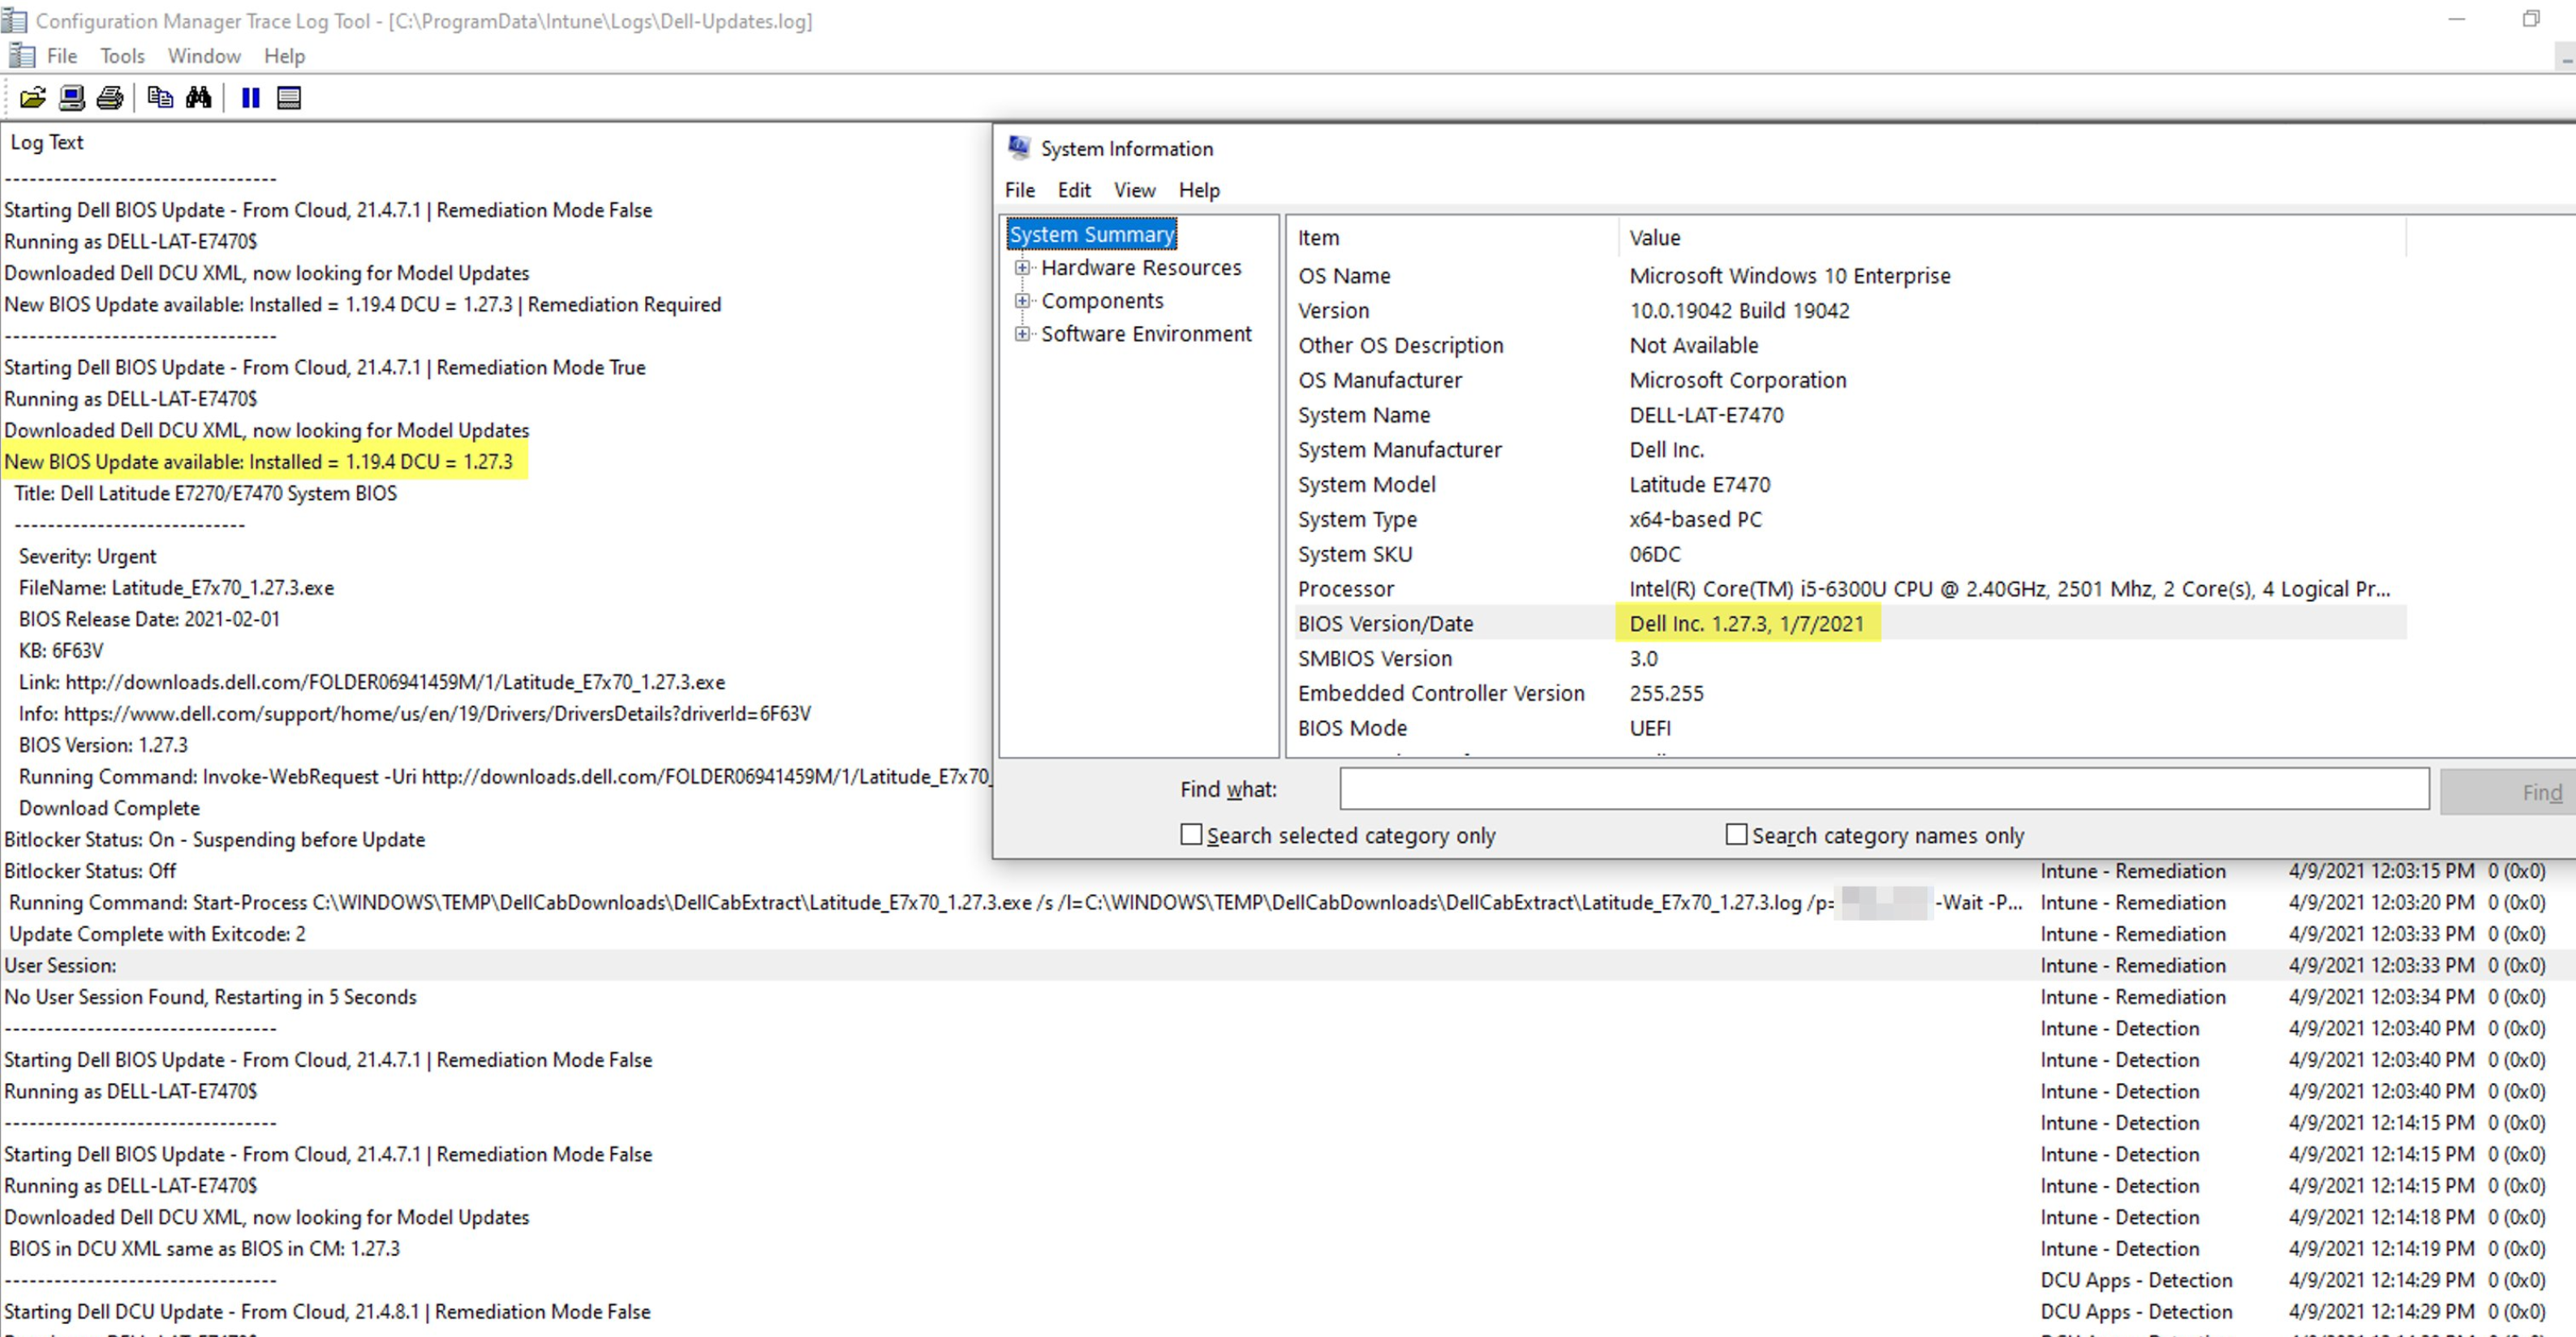 Configuration Manager Trace Log Tool - [C:\ProgramData\Intune\Logs\Dell-Updates.log]
File Tools Window Help
Log Text
--------------------------------
Starting Dell BIOS Update - From Cloud, 21.4.7.1 | Remediation Mode False
Running as DELL-LAT-E7470$
Downloaded Dell DCU XML, now looking for Model Updates
New BIOS Update available: Installed = 1.19.4 DCU = 1.27.3 | Remediation Required
--------------------------------
Starting Dell BIOS Update - From Cloud, 21.4.7.1 | Remediation Mode True
Running as DELL-LAT-E7470$
Downloaded Dell DCU XML, now looking for Model Updates
New BIOS Update available: Installed = 1.19.4 DCU = 1.27.3
Title: Dell Latitude E7270/E7470 System BIOS
---------------------------
Severity: Urgent
FileName: Latitude_E7x70_1.27.3.exe
BIOS Release Date: 2021-02-01
KB: 6F63V
Link: http://downloads.dell.com/FOLDER06941459M/1/Latitude_E7x70_1.27.3.exe
Info: https://www.dell.com/support/home/us/en/19/Drivers/DriversDetails?driverId=6F63V
BIOS Version: 1.27.3
Running Command: Invoke-WebRequest -Uri http://downloads.dell.com/FOLDER06941459M/1/Latitude_E7x70_
Download Complete
Bitlocker Status: On - Suspending before Update
System Information
File Edit View Help
System Summary
Hardware Resources
Components
Software Environment
Item Value
OS Name Microsoft Windows 10 Enterprise
Version 10.0.19042 Build 19042
Other OS Description Not Available
OS Manufacturer Microsoft Corporation
System Name DELL-LAT-E7470
System Manufacturer Dell Inc.
System Model Latitude E7470
System Type x64-based PC
System SKU 06DC
Processor Intel(R) Core(TM) i5-6300U CPU @ 2.40GHz, 2501 Mhz, 2 Core(s), 4 Logical Pr...
BIOS Version/Date Dell Inc. 1.27.3, 1/7/2021
SMBIOS Version 3.0
Embedded Controller Version 255.255
BIOS Mode UEFI
Find what: Find
Search selected category only Search category names only
Bitlocker Status: Off Intune - Remediation 4/9/2021 12:03:15 PM 0 (0x0)
Running Command: Start-Process C:\WINDOWS\TEMP\DellCabDownloads\DellCabExtract\Latitude_E7x70_1.27.3.exe /s /l=C:\WINDOWS\TEMP\DellCabDownloads\DellCabExtract\Latitude_E7x70_1.27.3.log /p= -Wait -P... Intune - Remediation 4/9/2021 12:03:20 PM 0 (0x0)
Update Complete with Exitcode: 2 Intune - Remediation 4/9/2021 12:03:33 PM 0 (0x0)
User Session: Intune - Remediation 4/9/2021 12:03:33 PM 0 (0x0)
No User Session Found, Restarting in 5 Seconds Intune - Remediation 4/9/2021 12:03:34 PM 0 (0x0)
-------------------------------- Intune - Detection 4/9/2021 12:03:40 PM 0 (0x0)
Starting Dell BIOS Update - From Cloud, 21.4.7.1 | Remediation Mode False Intune - Detection 4/9/2021 12:03:40 PM 0 (0x0)
Running as DELL-LAT-E7470$ Intune - Detection 4/9/2021 12:03:40 PM 0 (0x0)
-------------------------------- Intune - Detection 4/9/2021 12:14:15 PM 0 (0x0)
Starting Dell BIOS Update - From Cloud, 21.4.7.1 | Remediation Mode False Intune - Detection 4/9/2021 12:14:15 PM 0 (0x0)
Running as DELL-LAT-E7470$ Intune - Detection 4/9/2021 12:14:15 PM 0 (0x0)
Downloaded Dell DCU XML, now looking for Model Updates Intune - Detection 4/9/2021 12:14:18 PM 0 (0x0)
BIOS in DCU XML same as BIOS in CM: 1.27.3 Intune - Detection 4/9/2021 12:14:19 PM 0 (0x0)
-------------------------------- DCU Apps - Detection 4/9/2021 12:14:29 PM 0 (0x0)
Starting Dell DCU Update - From Cloud, 21.4.8.1 | Remediation Mode False DCU Apps - Detection 4/9/2021 12:14:29 PM 0 (0x0)